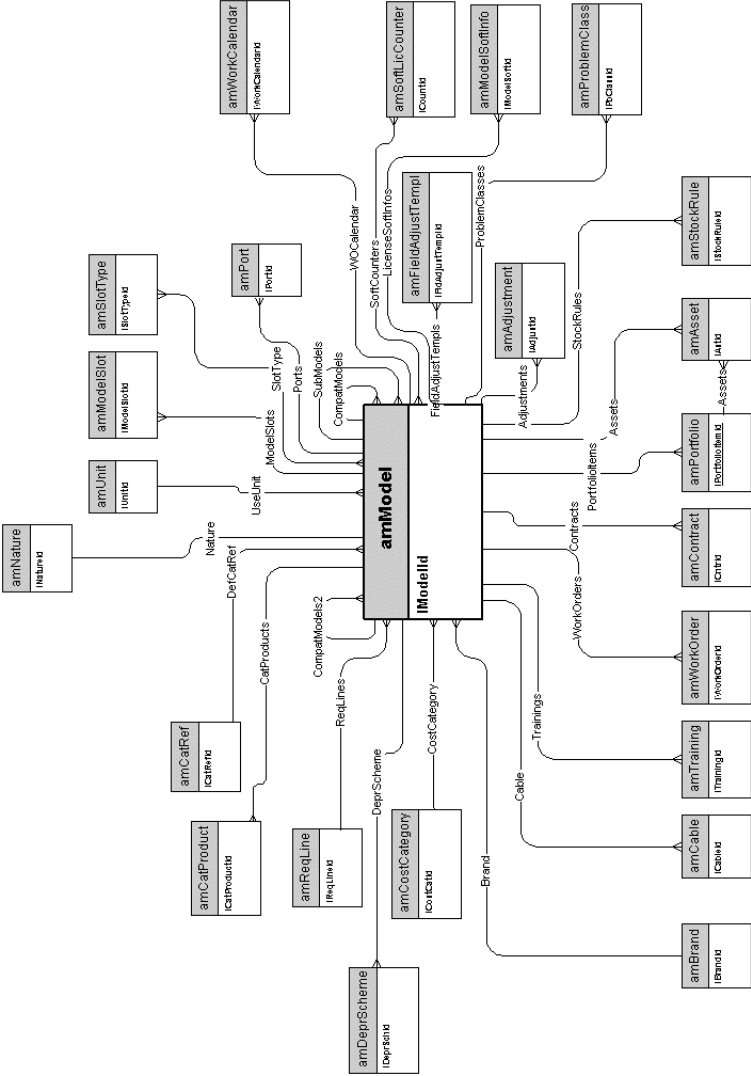 amWorkCalendar
lWorkCalendarId
amSoftLicCounter
lCountId
amModelSoftInfo
lModelSoftId
amProblemClass
lPbClassId
amFieldAdjustTempl
lFldAdjustTemplId
amAdjustment
lAdjustId
amStockRule
lStockRuleId
amSlotType
lSlotTypeId
amPort
lPortId
amModelSlot
lModelSlotId
amUnit
lUnitId
amNature
lNatureId
amAsset
lAstId
Assets
amPortfolio
lPortfolioItemId
amContract
lCntrId
amWorkOrder
lWorkOrderId
amTraining
lTrainingId
amCable
lCableId
amBrand
lBrandId
amCatRef
lCatRefId
amCatProduct
lCatProductId
amReqLine
lReqLineId
amCostCategory
lCostCatId
amDeprScheme
lDeprSchId
amModel
lModelId
WOCalendar
SoftCounters
LicenseSoftInfos
ProblemClasses
FieldAdjustTempls
Adjustments
StockRules
Assets
PortfolioItems
Contracts
WorkOrders
Trainings
Cable
Brand
CostCategory
DeprScheme
ReqLines
CompatModels2
CatProducts
DefCatRef
Nature
UseUnit
ModelSlots
SlotType
Ports
SubModels
CompatModels